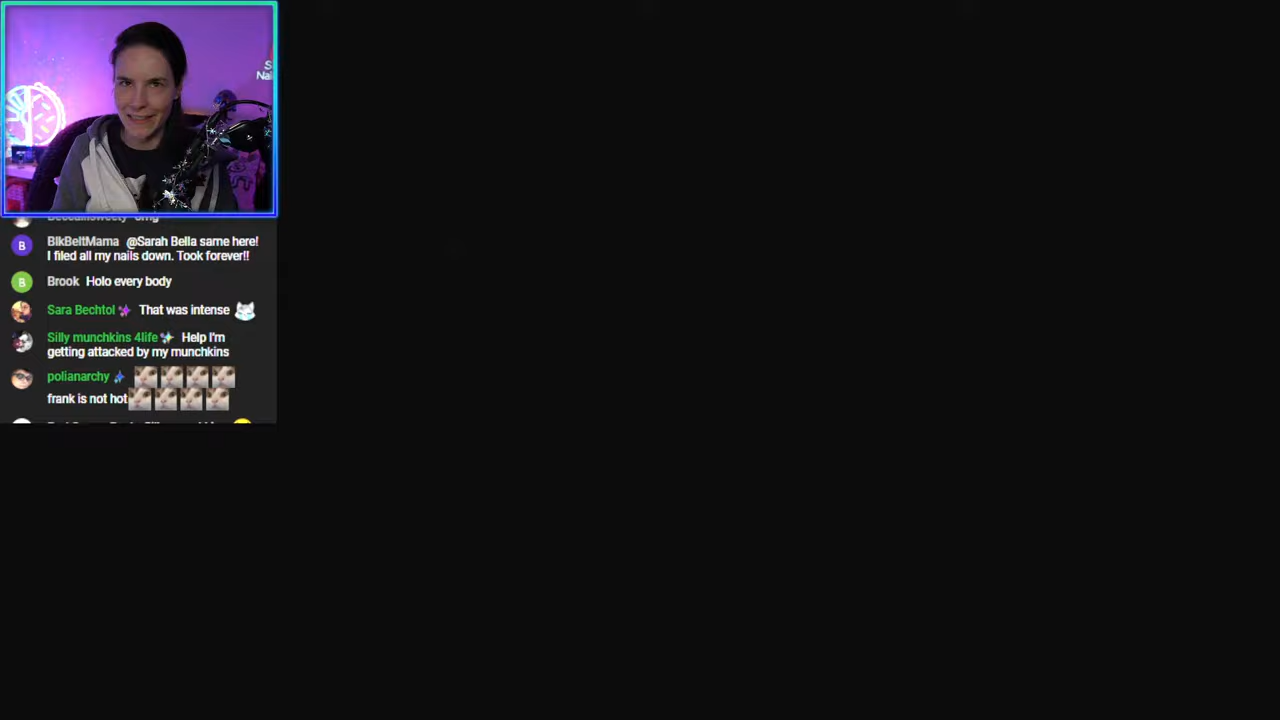 BlkBeltMama @Sarah Bella same here!
I filed all my nails down. Took forever!!
Brook Holo every body
Sara Bechtol That was intense
Silly munchkins 4life Help I'm
getting attacked by my munchkins
polianarchy
frank is not hot